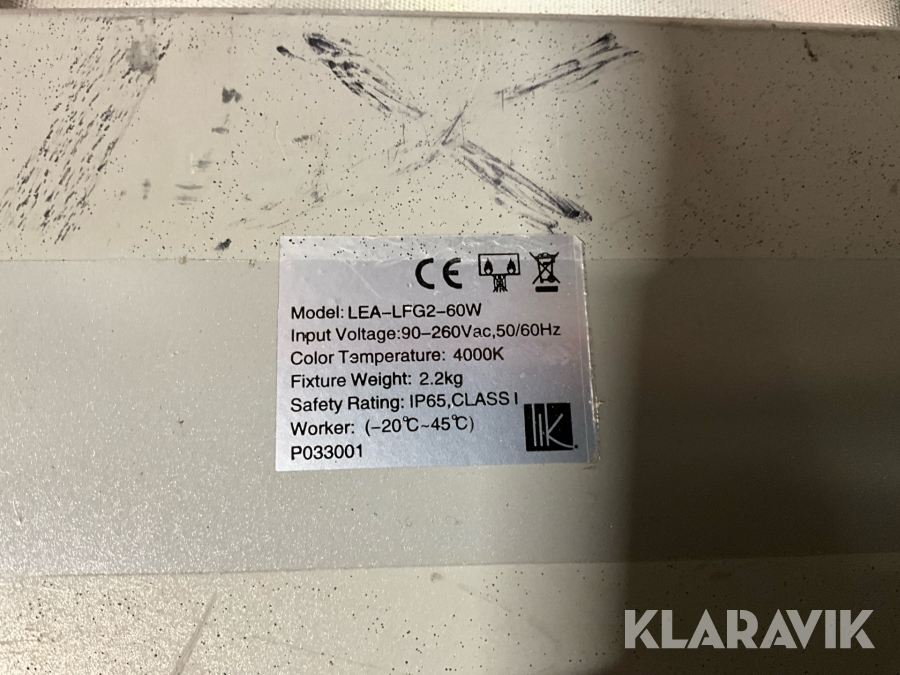 CE
Model: LEA-LFG2-60W
Input Voltage:90-260Vac,50/60Hz
Color Temperature: 4000K
Fixture Weight: 2.2kg
Safety Rating: IP65,CLASS I
Worker: (-20℃~45℃)
P033001
KLARAVIK